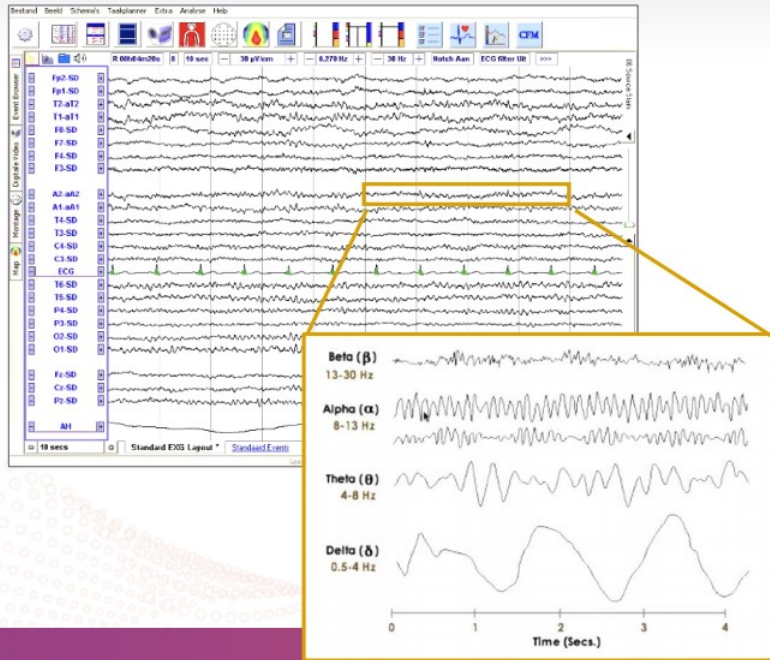 Bestand Beeld Schema's Taakplanner Extra Analyse Help
CFM
R 00h04m20s 8 10 sec 30 µV/cm 0.270 Hz 30 Hz Notch Aan ECG filter Uit >>>
Event Browser
Digitale Video
Montage
Map
Fp2-SD
Fp1-SD
T2-aT2
T1-aT1
F8-SD
F7-SD
F4-SD
F3-SD
A2-aA2
A1-aA1
T4-SD
T3-SD
C4-SD
C3-SD
ECG
T6-SD
T5-SD
P4-SD
P3-SD
O2-SD
O1-SD
Fz-SD
Cz-SD
Pz-SD
AH
10 secs Standard EXG Layout * Standaard Events
Beta (β)
13-30 Hz
Alpha (α)
8-13 Hz
Theta (θ)
4-8 Hz
Delta (δ)
0.5-4 Hz
0 1 2 3 4
Time (Secs.)